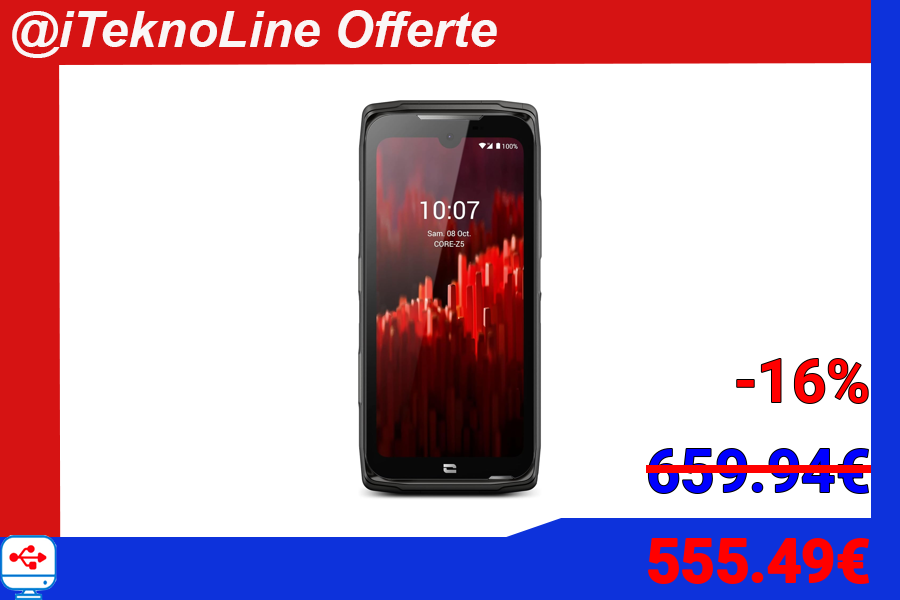 @iTeknoLine Offerte
100%
10:07
Sam. 08 Oct.
CORE-Z5
-16%
659.94€
555.49€